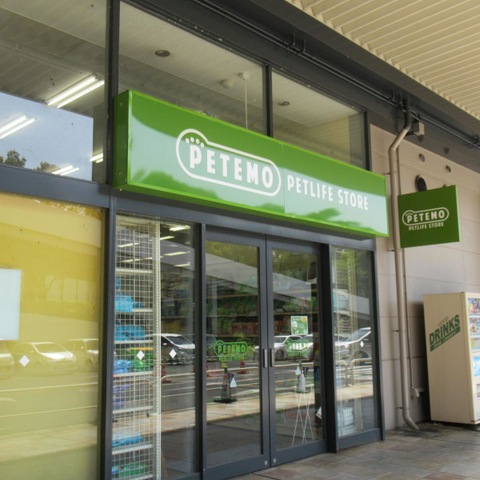 PETEMO PETLIFE STORE
PETEMO
PETLIFE STORE
PETEMO
DRINKS